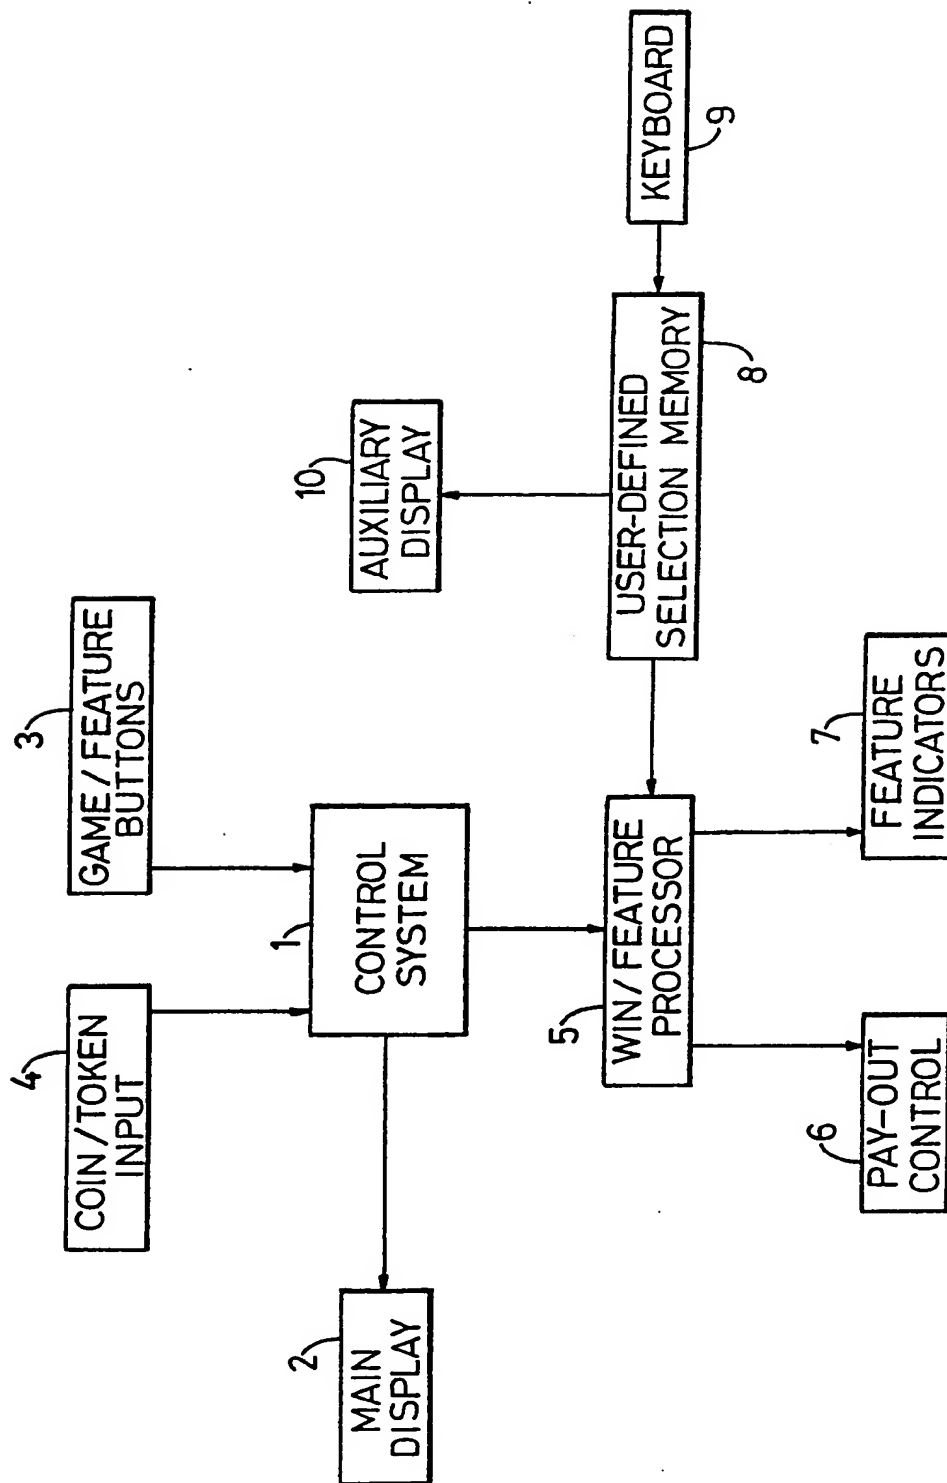 4
COIN/TOKEN
INPUT
3
GAME/FEATURE
BUTTONS
2
MAIN
DISPLAY
1
CONTROL
SYSTEM
10
AUXILIARY
DISPLAY
5
WIN/FEATURE
PROCESSOR
USER-DEFINED
SELECTION MEMORY
8
KEYBOARD
9
6
PAY-OUT
CONTROL
7
FEATURE
INDICATORS